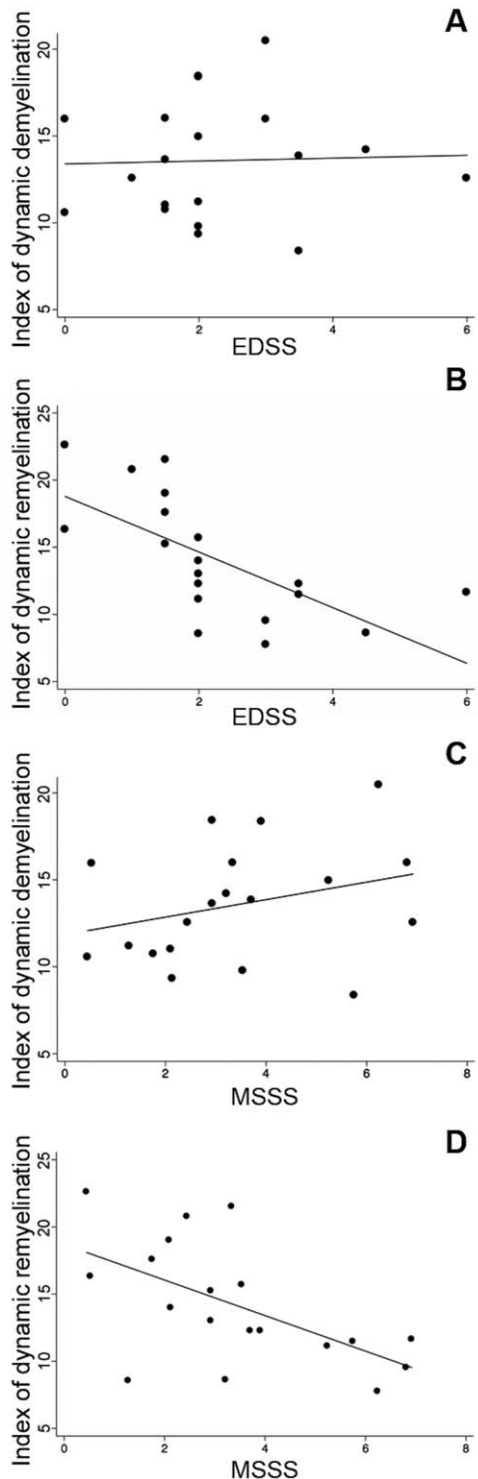 A
Index of dynamic demyelination
20
15
10
5
0 2 4 6
EDSS
B
Index of dynamic remyelination
25
20
15
10
5
0 2 4 6
EDSS
C
Index of dynamic demyelination
20
15
10
5
0 2 4 6 8
MSSS
D
Index of dynamic remyelination
25
20
15
10
5
0 2 4 6 8
MSSS